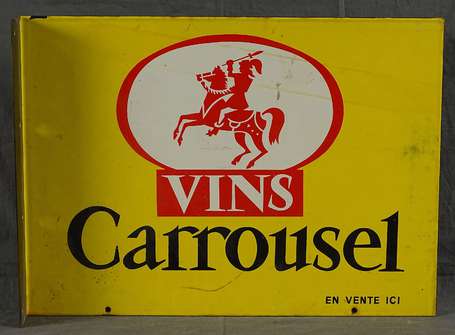 VINS
Carrousel
EN VENTE ICI